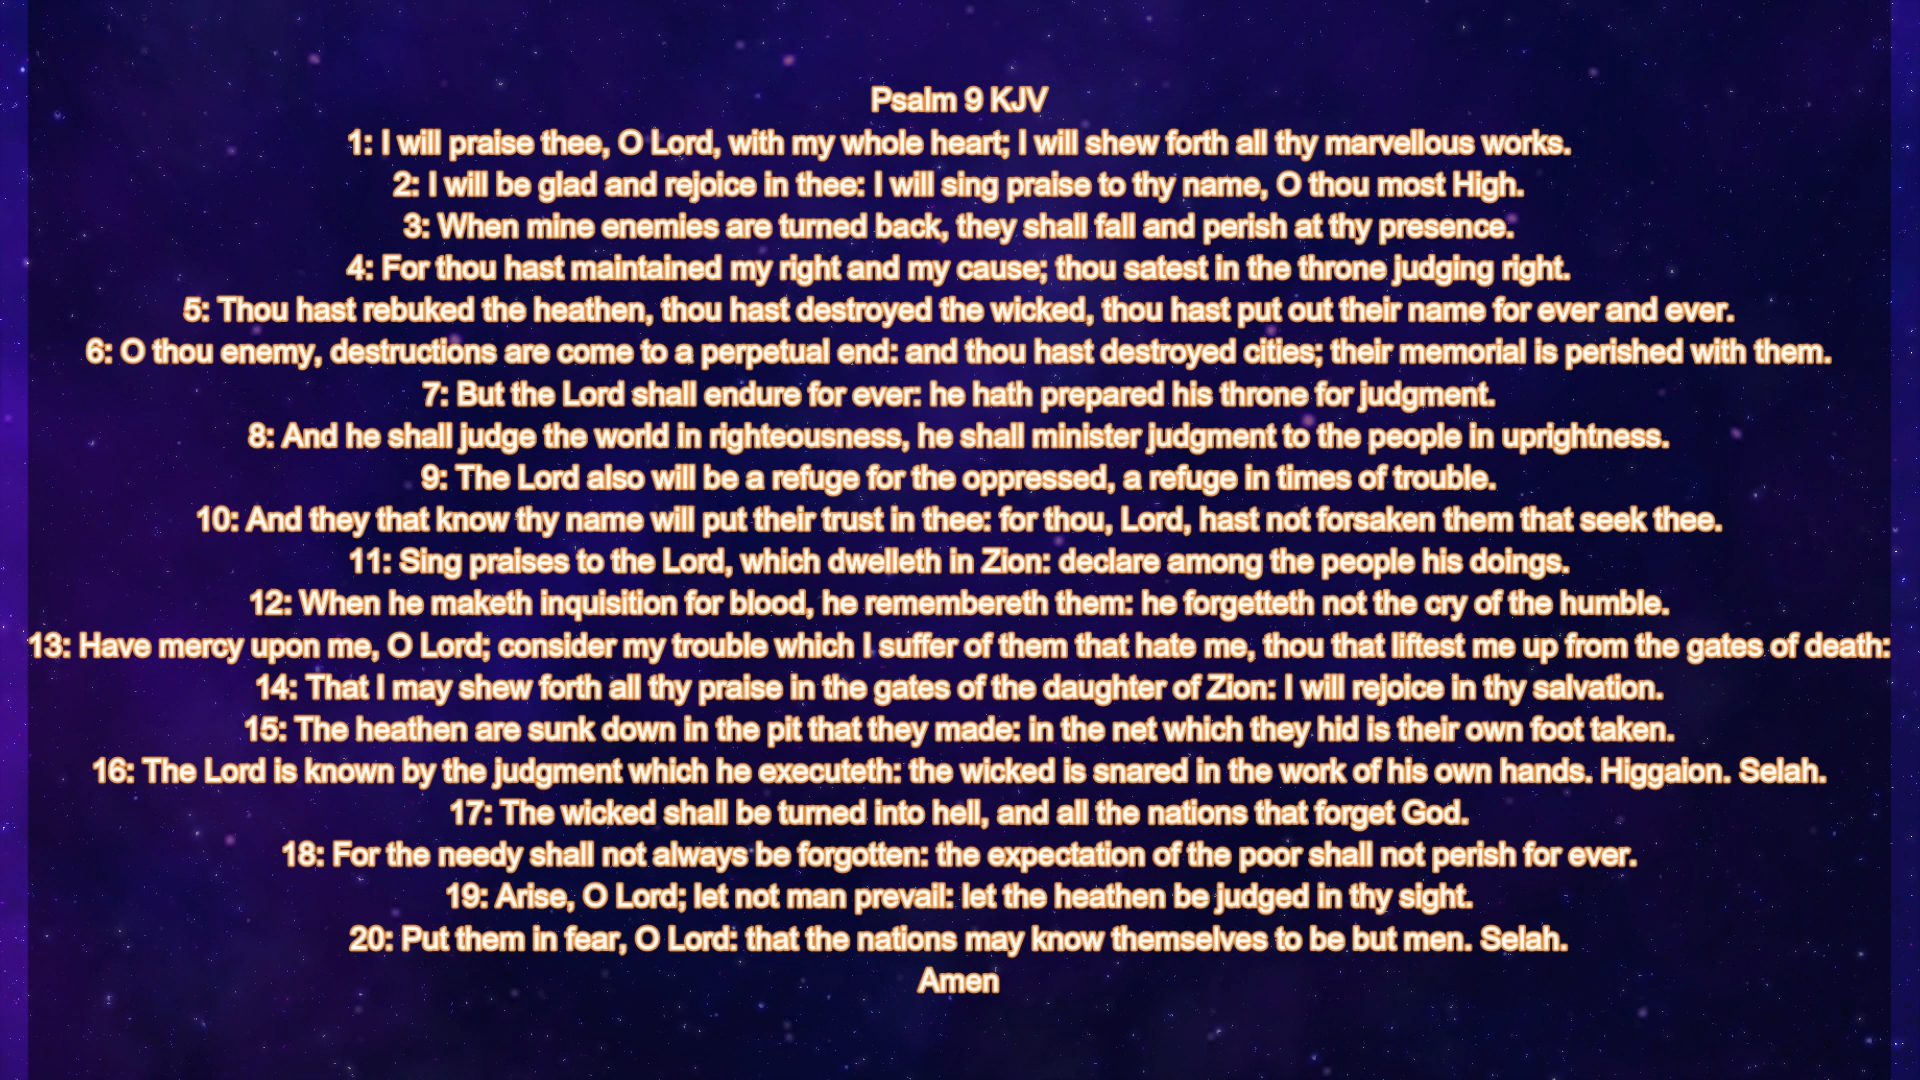 Psalm 9 KJV
1: I will praise thee, O Lord, with my whole heart; I will shew forth all thy marvellous works.
2: I will be glad and rejoice in thee: I will sing praise to thy name, O thou most High.
3: When mine enemies are turned back, they shall fall and perish at thy presence.
4: For thou hast maintained my right and my cause; thou satest in the throne judging right.
5: Thou hast rebuked the heathen, thou hast destroyed the wicked, thou hast put out their name for ever and ever.
6: O thou enemy, destructions are come to a perpetual end: and thou hast destroyed cities; their memorial is perished with them.
7: But the Lord shall endure for ever: he hath prepared his throne for judgment.
8: And he shall judge the world in righteousness, he shall minister judgment to the people in uprightness.
9: The Lord also will be a refuge for the oppressed, a refuge in times of trouble.
10: And they that know thy name will put their trust in thee: for thou, Lord, hast not forsaken them that seek thee.
11: Sing praises to the Lord, which dwelleth in Zion: declare among the people his doings.
12: When he maketh inquisition for blood, he remembereth them: he forgetteth not the cry of the humble.
13: Have mercy upon me, O Lord; consider my trouble which I suffer of them that hate me, thou that liftest me up from the gates of death:
14: That I may shew forth all thy praise in the gates of the daughter of Zion: I will rejoice in thy salvation.
15: The heathen are sunk down in the pit that they made: in the net which they hid is their own foot taken.
16: The Lord is known by the judgment which he executeth: the wicked is snared in the work of his own hands. Higgaion. Selah.
17: The wicked shall be turned into hell, and all the nations that forget God.
18: For the needy shall not always be forgotten: the expectation of the poor shall not perish for ever.
19: Arise, O Lord; let not man prevail: let the heathen be judged in thy sight.
20: Put them in fear, O Lord: that the nations may know themselves to be but men. Selah.
Amen